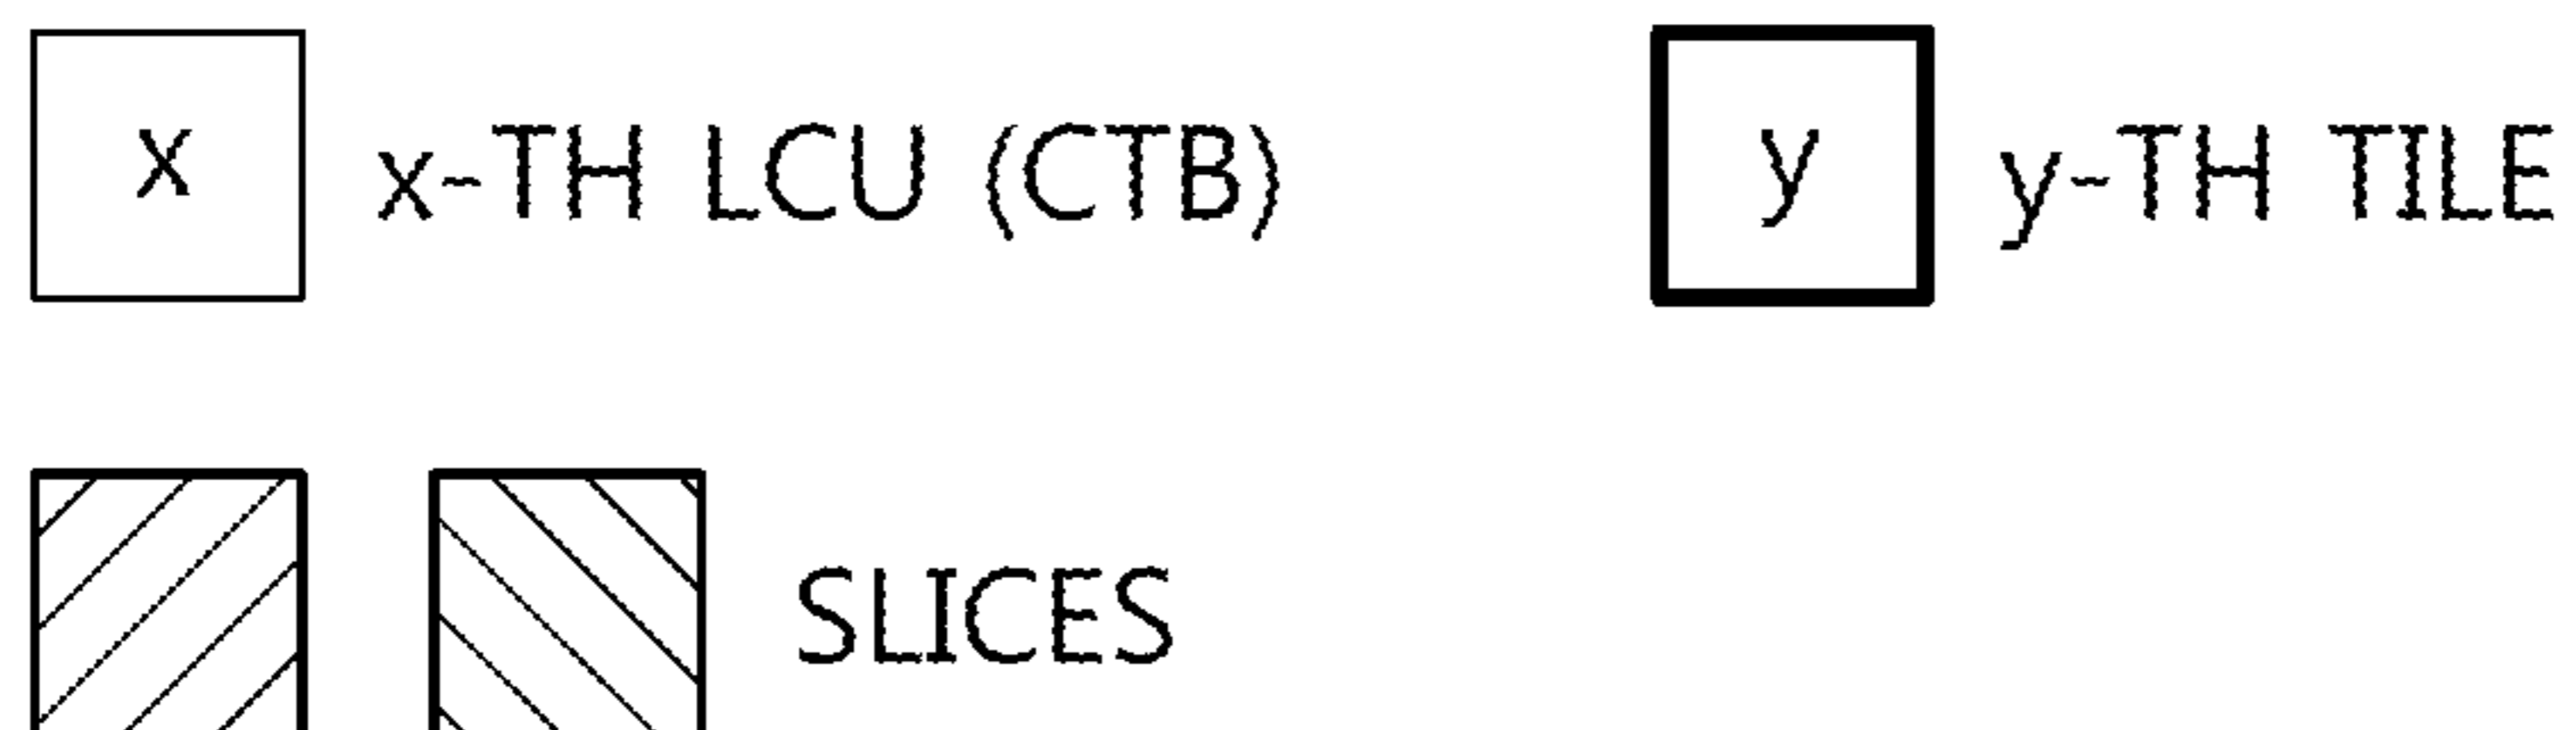 x x-TH LCU (CTB) y y-TH TILE
SLICES